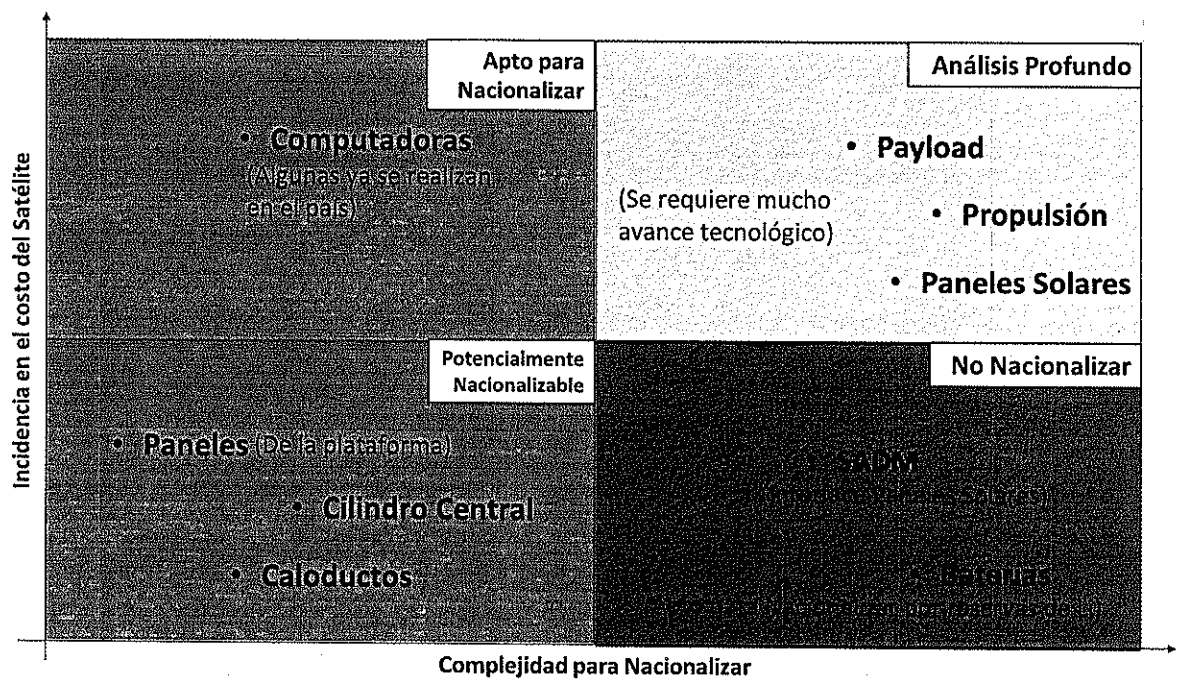 Incidencia en el costo del Satélite
Apto para
Nacionalizar
• Computadoras
(Algunas ya se realizan
en el país)
Análisis Profundo
• Payload
(Se requiere mucho
avance tecnológico)
• Propulsión
• Paneles Solares
Potencialmente
Nacionalizable
• Paneles (De la plataforma)
• Cilindro Central
• Caloductos
No Nacionalizar
SADM
Solares)
• Baterías
Complejidad para Nacionalizar